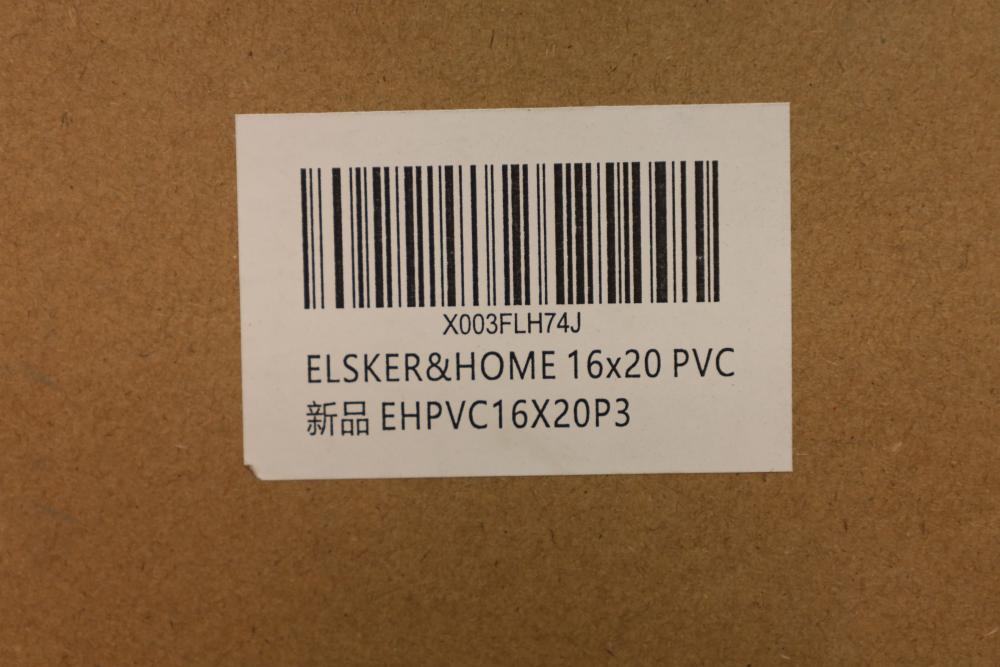 X003FLH74J
ELSKER&HOME 16x20 PVC
新品 EHPVC16X20P3